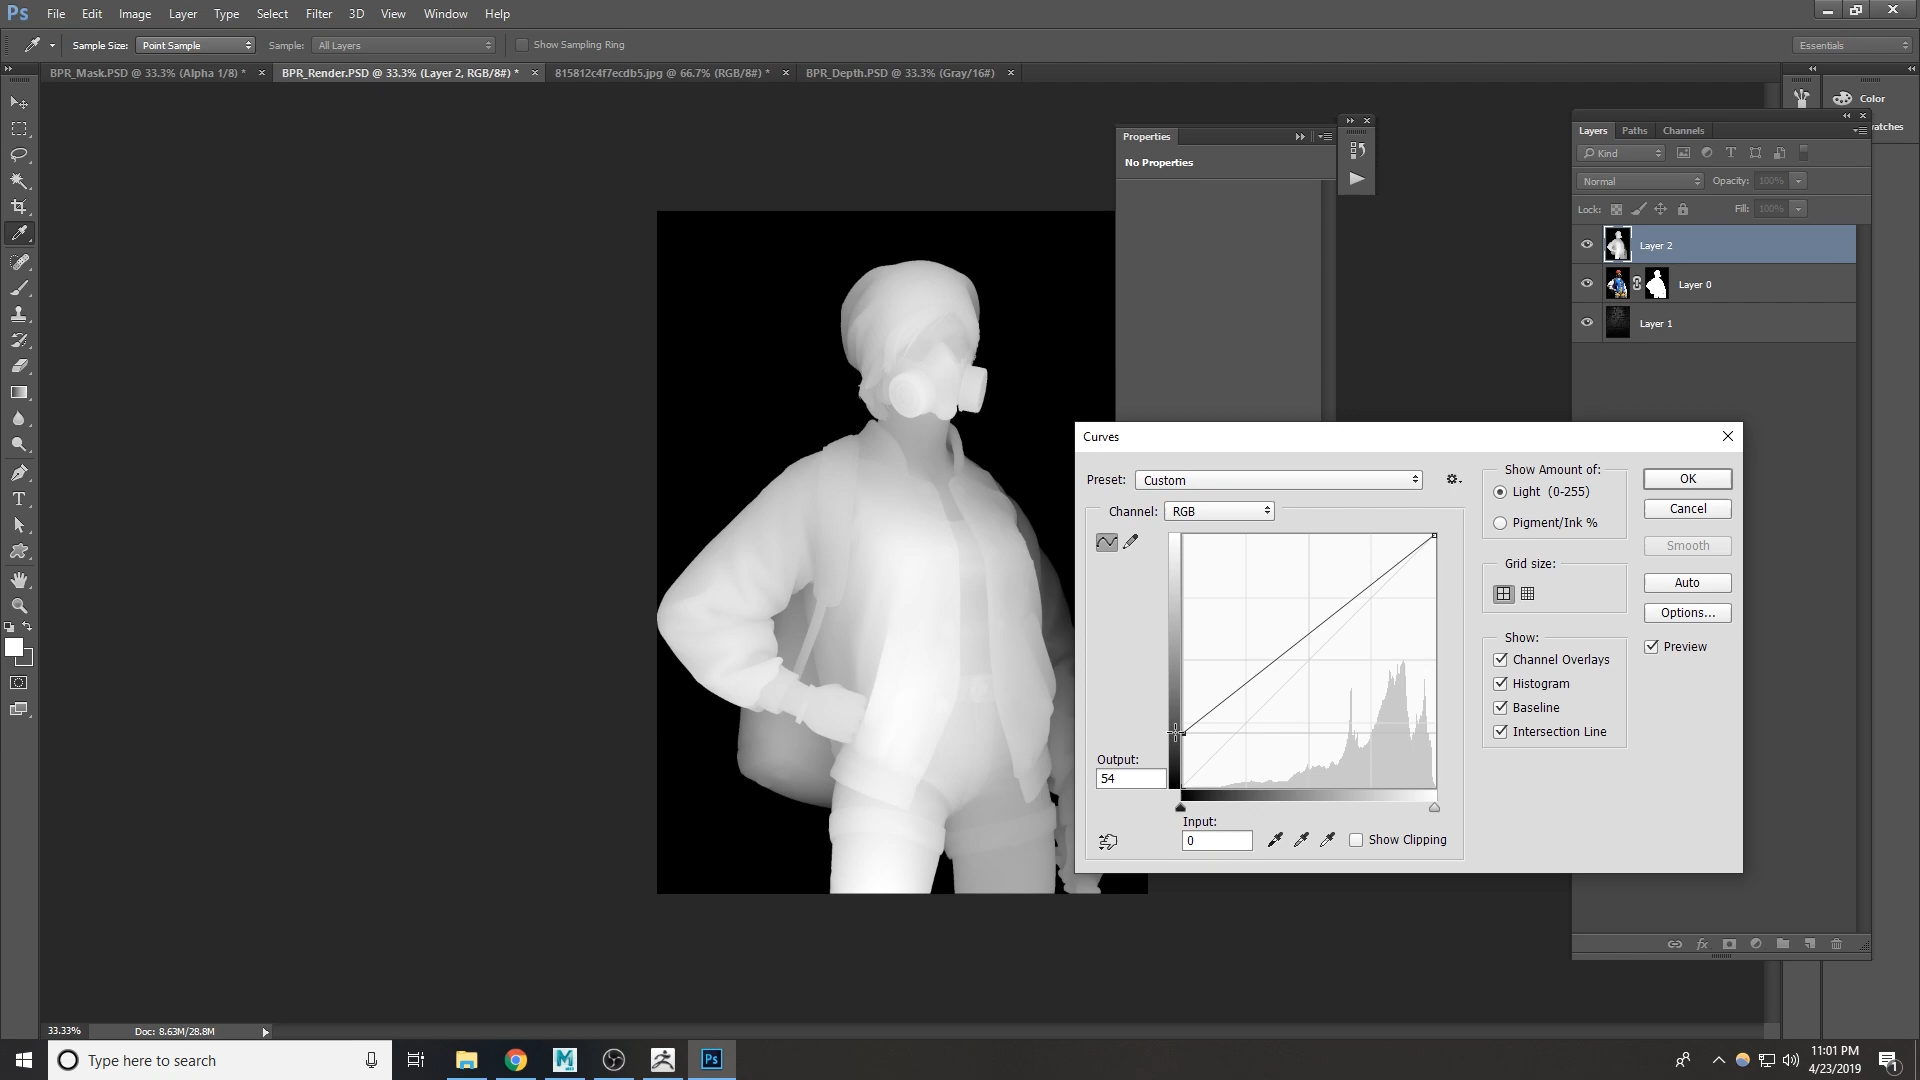 Ps File Edit Image Layer Type Select Filter 3D View Window Help
Sample Size: Point Sample Sample: All Layers Show Sampling Ring Essentials
BPR_Mask.PSD @ 33.3% (Alpha 1/8) * × BPR_Render.PSD @ 33.3% (Layer 2, RGB/8#) * × 815812c4f7ecdb5.jpg @ 66.7% (RGB/8#) * × BPR_Depth.PSD @ 33.3% (Gray/16#) ×
Color
atches
Properties
No Properties
Layers Paths Channels
Kind
Normal Opacity: 100%
Lock: Fill: 100%
Layer 2
Layer 0
Layer 1
Curves
Preset: Custom
Channel: RGB
Output:
54
Input:
0
Show Clipping
Show Amount of:
Light (0-255)
Pigment/Ink %
Grid size:
Show:
Channel Overlays
Histogram
Baseline
Intersection Line
OK
Cancel
Smooth
Auto
Options...
Preview
33.33% Doc: 8.63M/28.8M
Type here to search
M
Ps
11:01 PM
4/23/2019
1